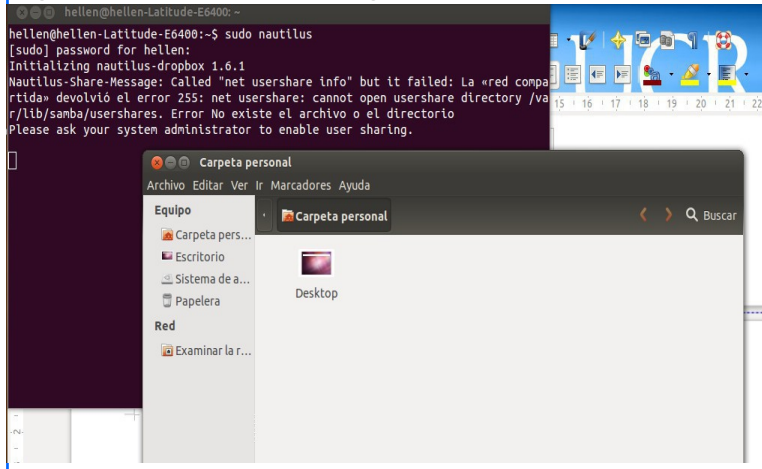 hellen@hellen-Latitude-E6400: ~
hellen@hellen-Latitude-E6400:~$ sudo nautilus
[sudo] password for hellen:
Initializing nautilus-dropbox 1.6.1
Nautilus-Share-Message: Called "net usershare info" but it failed: La «red compa
rtida» devolvió el error 255: net usershare: cannot open usershare directory /va
r/lib/samba/usershares. Error No existe el archivo o el directorio
Please ask your system administrator to enable user sharing.
15 16 17 18 19 20 21 22
Carpeta personal
Archivo Editar Ver Ir Marcadores Ayuda
Equipo
Carpeta personal
Buscar
Carpeta pers...
Escritorio
Sistema de a...
Papelera
Desktop
Red
Examinar la r...
2